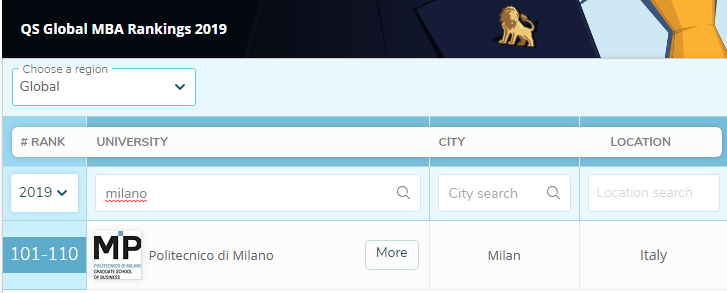 QS Global MBA Rankings 2019
Choose a region
Global
# RANK UNIVERSITY CITY LOCATION
2019 milano City search Location search
101-110 MIP Politecnico di Milano More Milan Italy
POLITECNICO DI MILANO
GRADUATE SCHOOL
OF BUSINESS